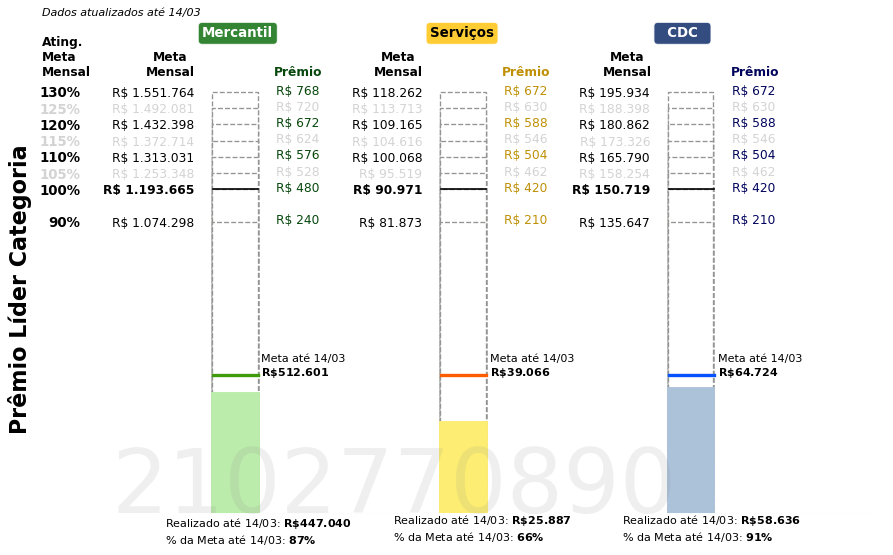 Dados atualizados até 14/03
Prêmio Líder Categoria
Mercantil Serviços CDC
Ating. Meta Mensal
Meta Mensal Prêmio Meta Mensal Prêmio Meta Mensal Prêmio
130% R$ 1.551.764 R$ 768 R$ 118.262 R$ 672 R$ 195.934 R$ 672
125% R$ 1.492.081 R$ 720 R$ 113.713 R$ 630 R$ 188.398 R$ 630
120% R$ 1.432.398 R$ 672 R$ 109.165 R$ 588 R$ 180.862 R$ 588
115% R$ 1.372.714 R$ 624 R$ 104.616 R$ 546 R$ 173.326 R$ 546
110% R$ 1.313.031 R$ 576 R$ 100.068 R$ 504 R$ 165.790 R$ 504
105% R$ 1.253.348 R$ 528 R$ 95.519 R$ 462 R$ 158.254 R$ 462
100% R$ 1.193.665 R$ 480 R$ 90.971 R$ 420 R$ 150.719 R$ 420
90% R$ 1.074.298 R$ 240 R$ 81.873 R$ 210 R$ 135.647 R$ 210
Meta até 14/03 Meta até 14/03 Meta até 14/03
R$512.601 R$39.066 R$64.724
2102770890
Realizado até 14/03: R$447.040 Realizado até 14/03: R$25.887 Realizado até 14/03: R$58.636
% da Meta até 14/03: 87% % da Meta até 14/03: 66% % da Meta até 14/03: 91%